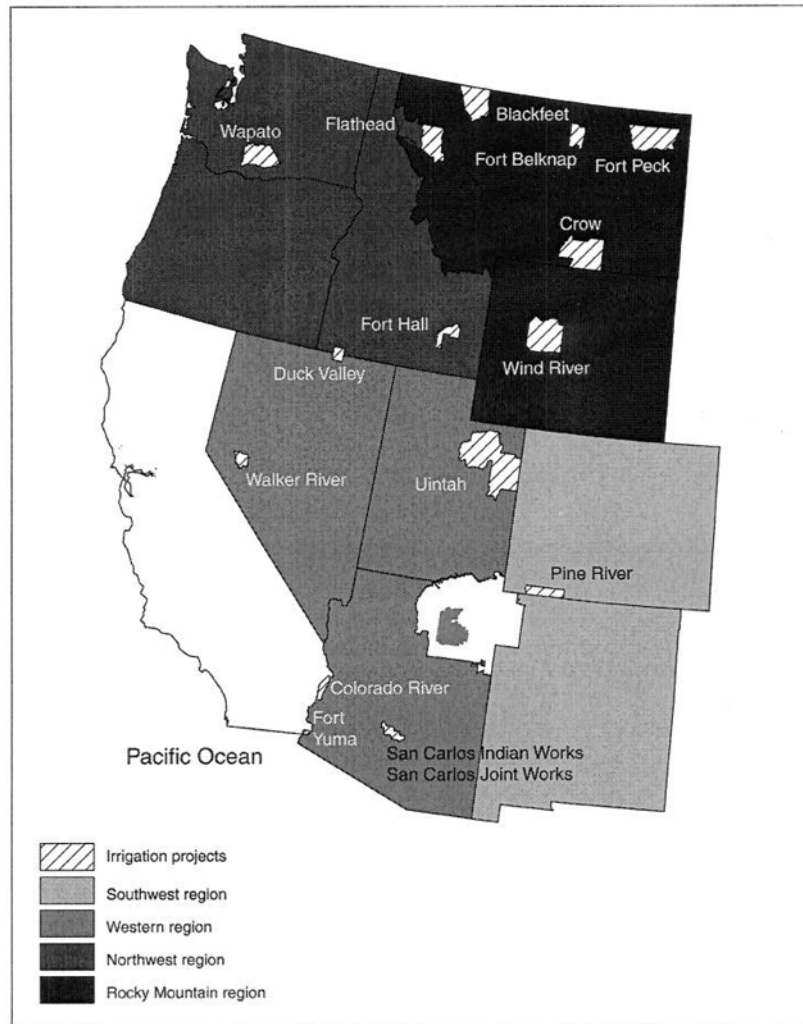 Blackfeet
Flathead
Wapato
Fort Belknap
Fort Peck
Crow
Fort Hall
Wind River
Duck Valley
Walker River
Uintah
Pine River
Colorado River
Fort
Yuma
Pacific Ocean
San Carlos Indian Works
San Carlos Joint Works
Irrigation projects
Southwest region
Western region
Northwest region
Rocky Mountain region